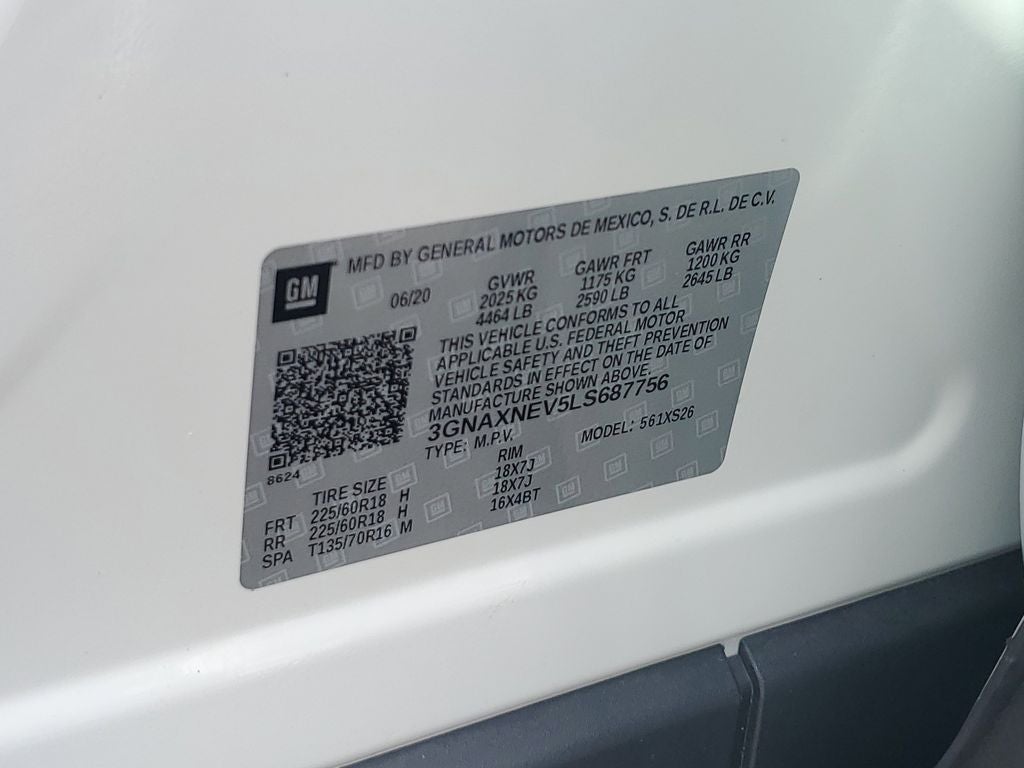 GM
MFD BY GENERAL MOTORS DE MEXICO, S. DE R.L. DE C.V.
06/20 GVWR GAWR FRT GAWR RR
2025 KG 1175 KG 1200 KG
4464 LB 2590 LB 2645 LB
THIS VEHICLE CONFORMS TO ALL
APPLICABLE U.S. FEDERAL MOTOR
VEHICLE SAFETY AND THEFT PREVENTION
STANDARDS IN EFFECT ON THE DATE OF
MANUFACTURE SHOWN ABOVE.
3GNAXNEV5LS687756
TYPE: M.P.V. MODEL: 561XS26
8624
TIRE SIZE RIM
FRT 225/60R18 H 18X7J
RR 225/60R18 H 18X7J
SPA T135/70R16 M 16X4BT